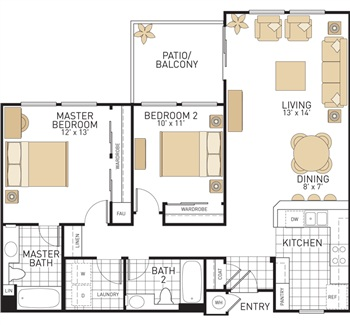 PATIO/
BALCONY
LIVING
13' x 14'
MASTER
BEDROOM
12' x 13'
BEDROOM 2
10' x 11'
WARDROBE
DINING
8' x 7'
WARDROBE
FAU
DW
KITCHEN
LINEN
MASTER
BATH
LIN
W
D
LAUNDRY
BATH
2
COAT
WH
ENTRY
PANTRY
REF